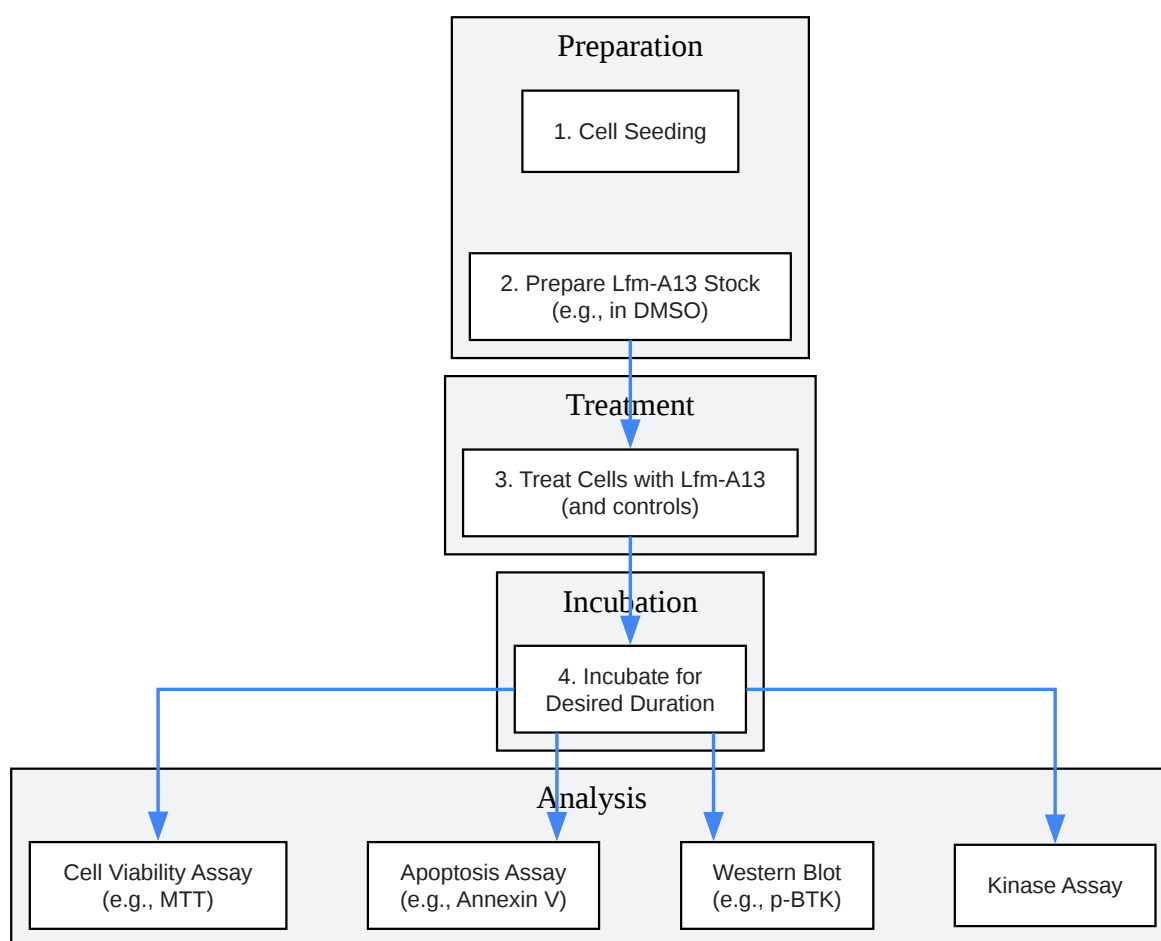 Preparation
1. Cell Seeding
2. Prepare Lfm-A13 Stock
(e.g., in DMSO)
Treatment
3. Treat Cells with Lfm-A13
(and controls)
Incubation
4. Incubate for
Desired Duration
Analysis
Cell Viability Assay
(e.g., MTT)
Apoptosis Assay
(e.g., Annexin V)
Western Blot
(e.g., p-BTK)
Kinase Assay